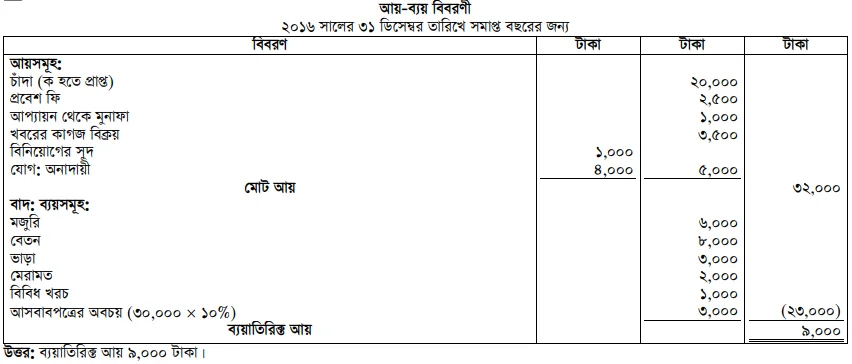 আয়-ব্যয় বিবরণী
২০১৬ সালের ৩১ ডিসেম্বর তারিখে সমাপ্ত বছরের জন্য
বিবরণ টাকা টাকা টাকা
আয়সমূহ:
চাঁদা (ক হতে প্রাপ্ত) ২০,০০০
প্রবেশ ফি ২,৫০০
আপ্যায়ন থেকে মুনাফা ১,০০০
খবরের কাগজ বিক্রয় ৩,৫০০
বিনিয়োগের সুদ ১,০০০
যোগ: অনাদায়ী ৪,০০০ ৫,০০০
মোট আয় ৩২,০০০
বাদ: ব্যয়সমূহ:
মজুরি ৬,০০০
বেতন ৮,০০০
ভাড়া ৩,০০০
মেরামত ২,০০০
বিবিধ খরচ ১,০০০
আসবাবপত্রের অবচয় (৩০,০০০ × ১০%) ৩,০০০ (২৩,০০০)
ব্যয়াতিরিক্ত আয় ৯,০০০
উত্তর: ব্যয়াতিরিক্ত আয় ৯,০০০ টাকা।